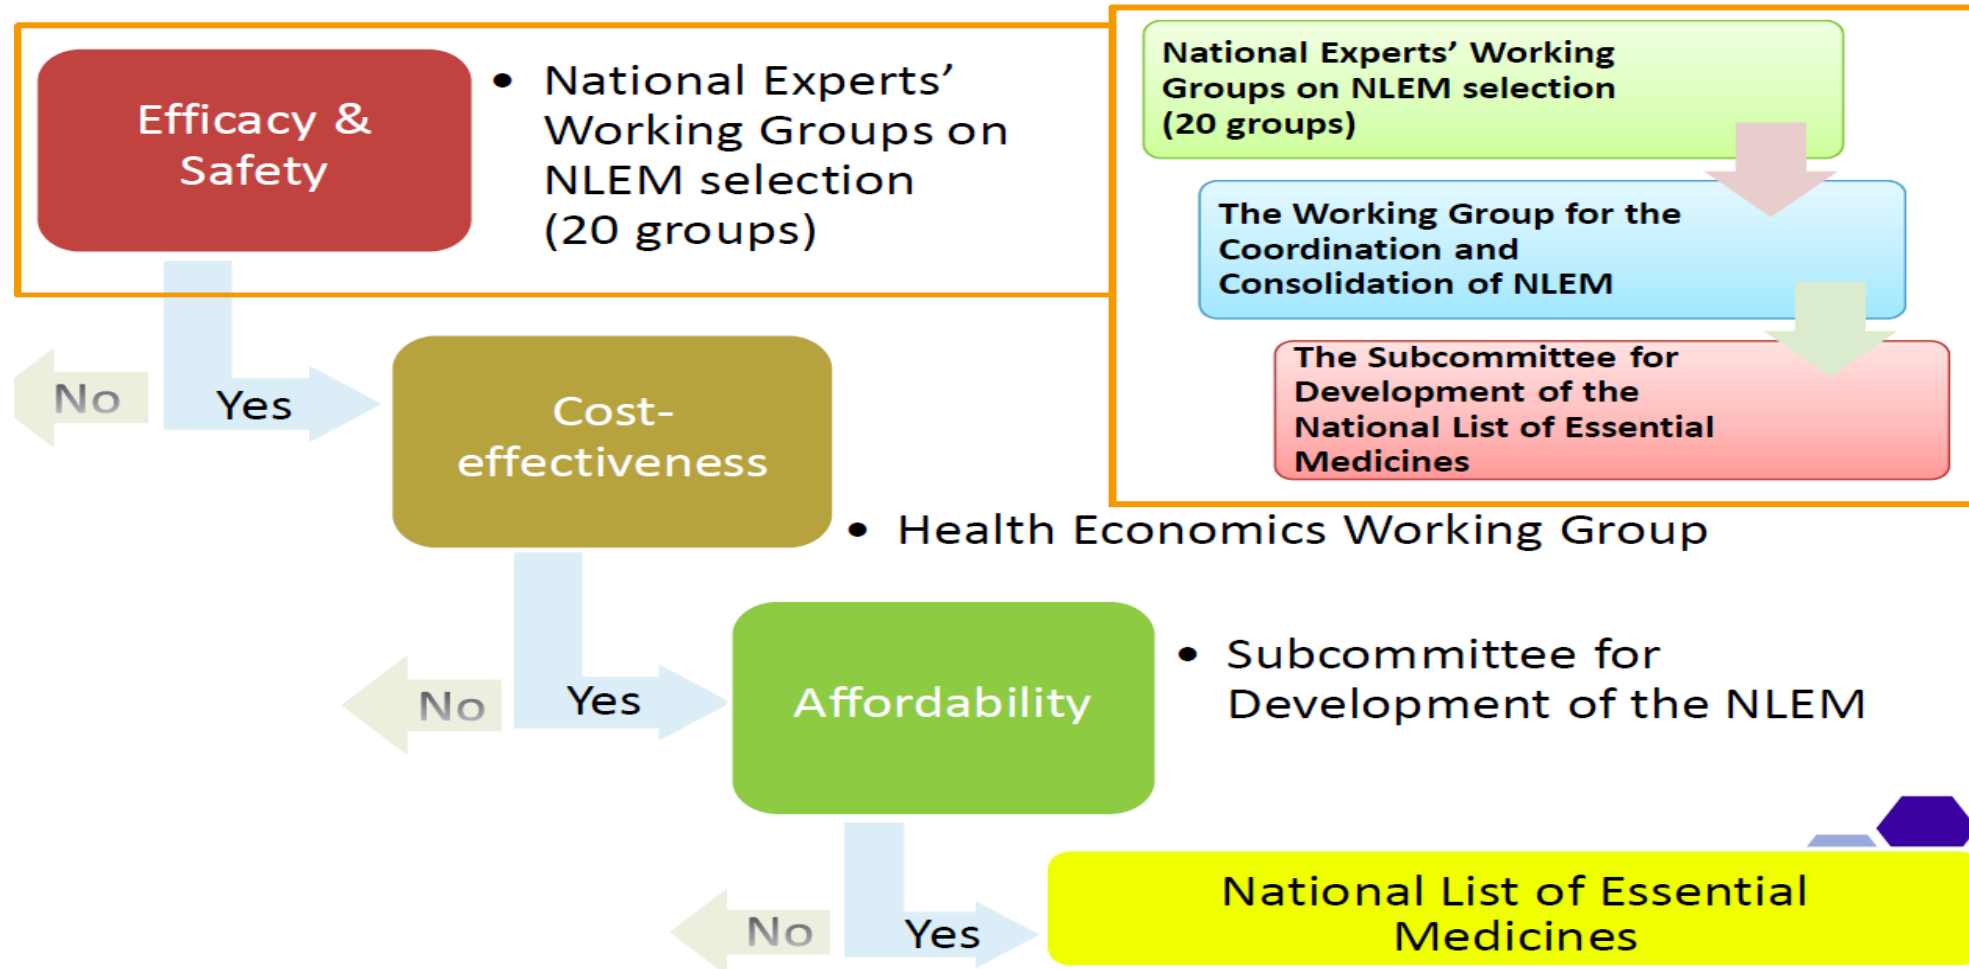 Efficacy &
Safety
• National Experts’
Working Groups on
NLEM selection
(20 groups)
National Experts’ Working
Groups on NLEM selection
(20 groups)
The Working Group for the
Coordination and
Consolidation of NLEM
The Subcommittee for
Development of the
National List of Essential
Medicines
No
Yes
Cost-
effectiveness
• Health Economics Working Group
No
Yes
Affordability
• Subcommittee for
Development of the NLEM
No
Yes
National List of Essential
Medicines